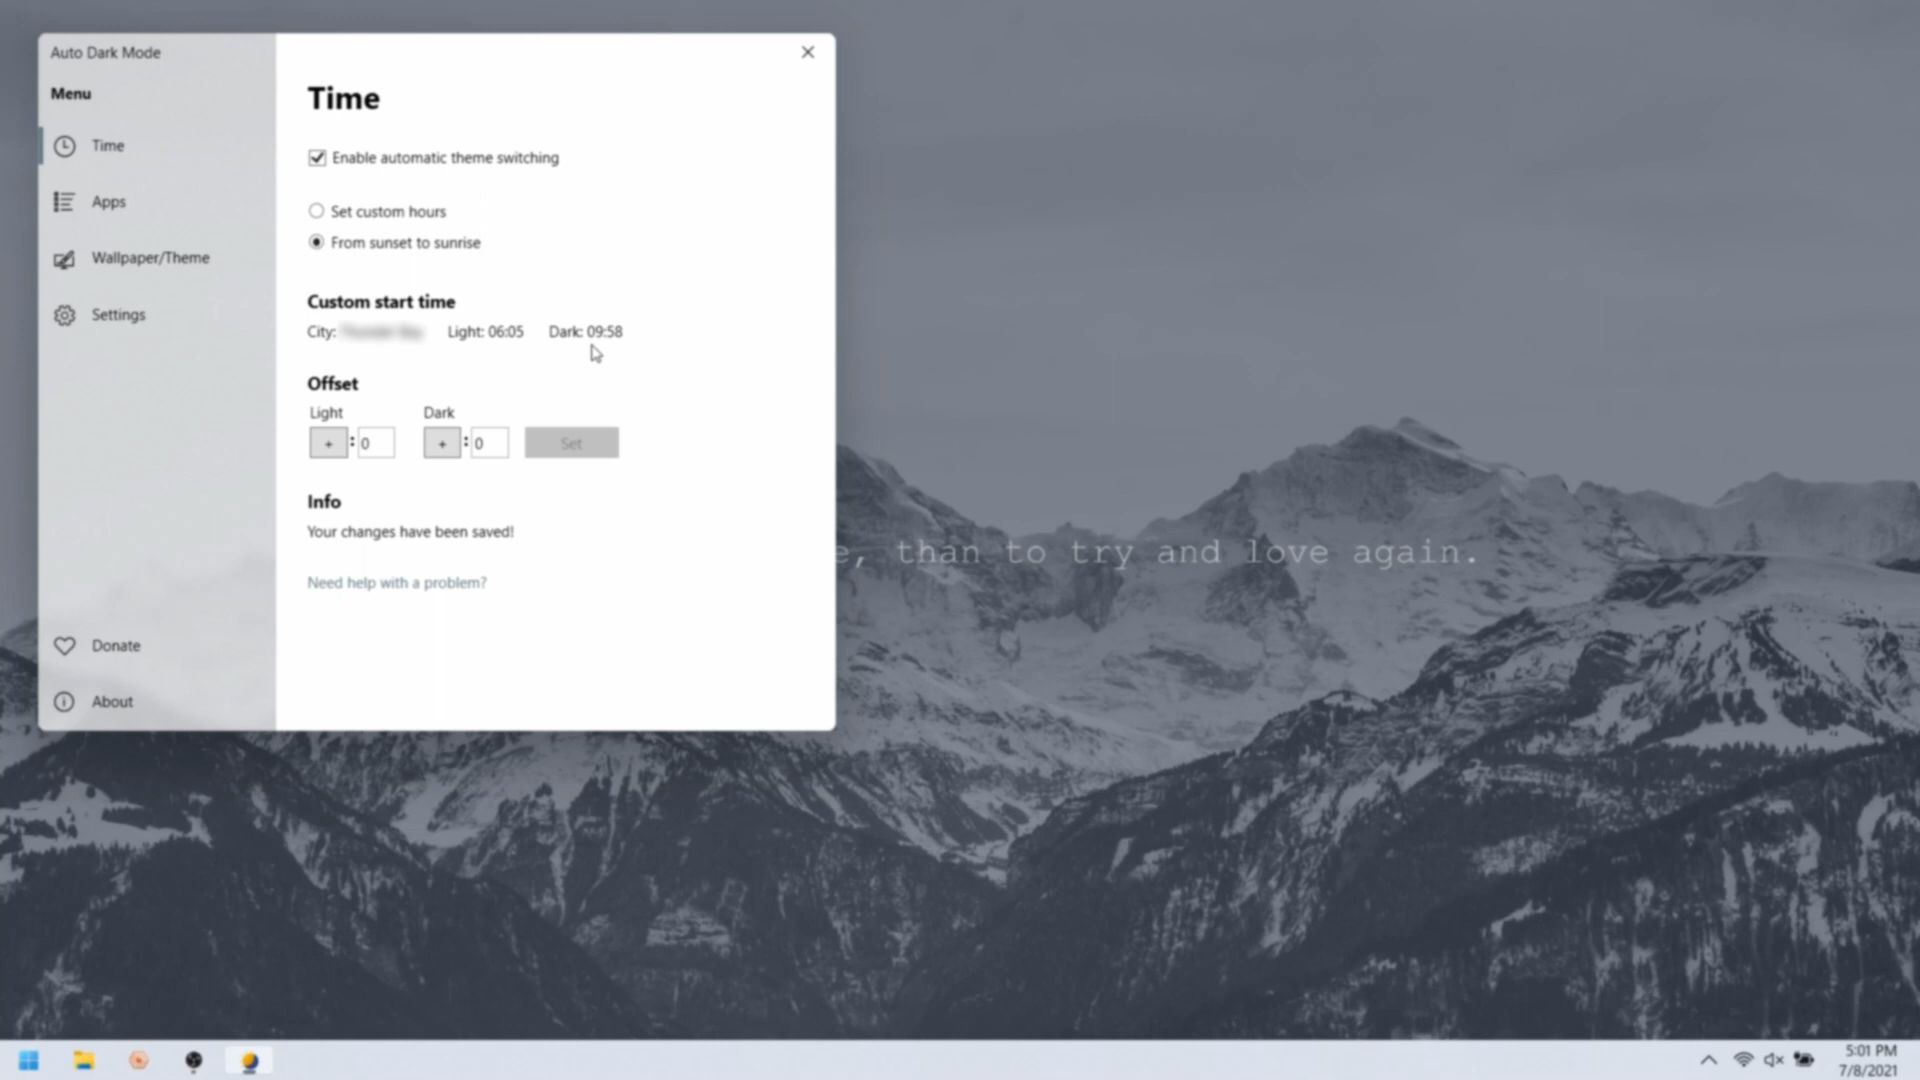 Auto Dark Mode
Menu
Time
Apps
Wallpaper/Theme
Settings
Donate
About
Time
Enable automatic theme switching
Set custom hours
From sunset to sunrise
Custom start time
City: Light: 06:05 Dark: 09:58
Offset
Light Dark
+ : 0 + : 0 Set
Info
Your changes have been saved!
Need help with a problem?
e, than to try and love again.
5:01 PM
7/8/2021